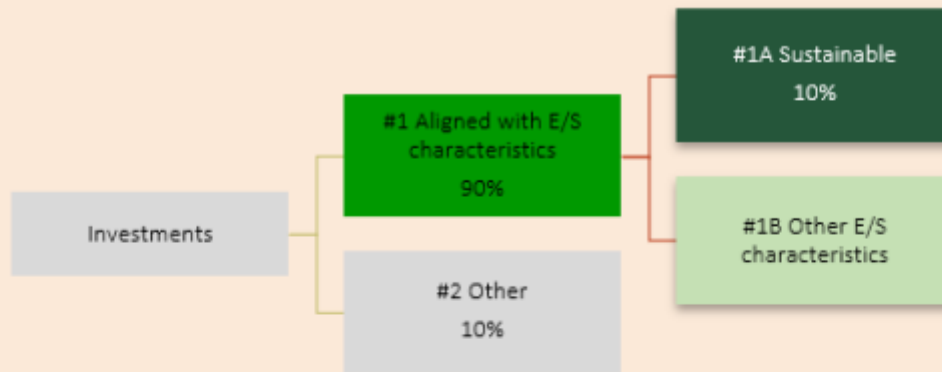 #1A Sustainable
10%
#1 Aligned with E/S
characteristics
90%
Investments
#1B Other E/S
characteristics
#2 Other
10%